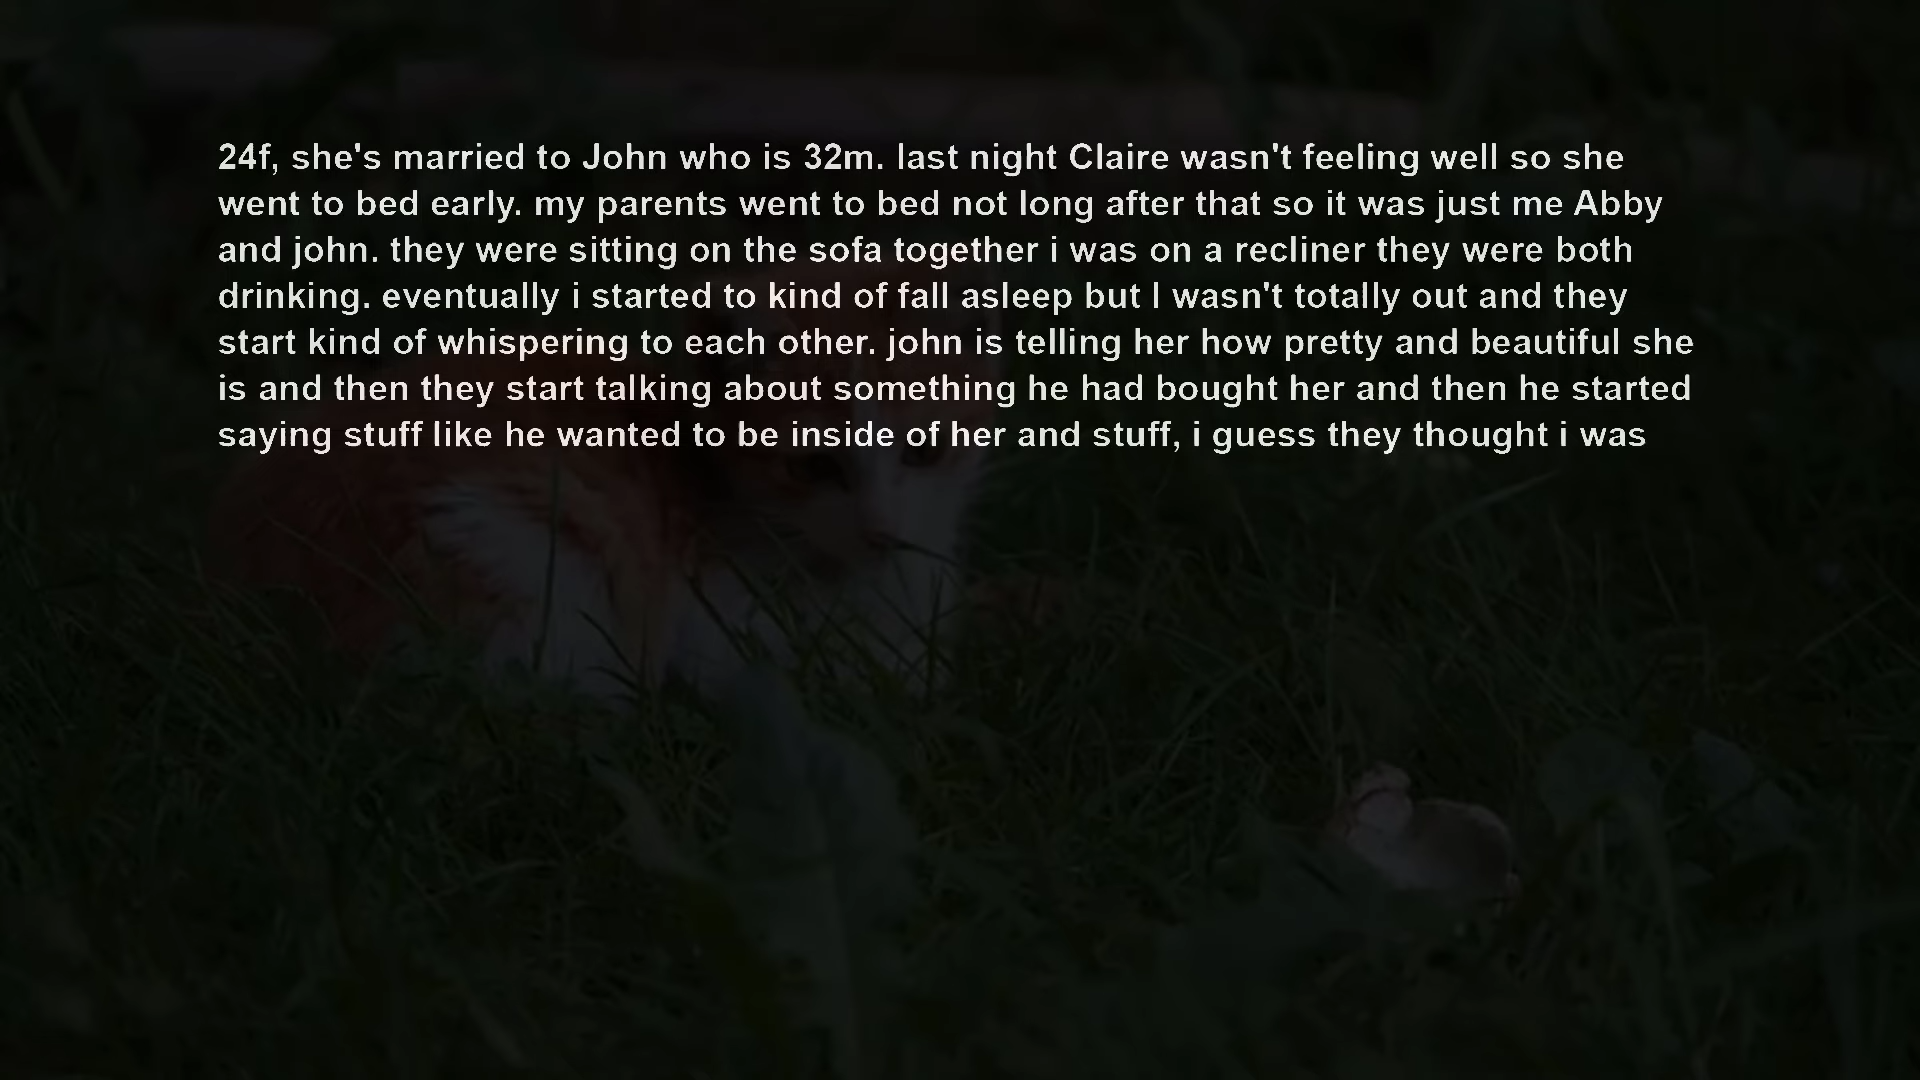 24f, she's married to John who is 32m. last night Claire wasn't feeling well so she
went to bed early. my parents went to bed not long after that so it was just me Abby
and john. they were sitting on the sofa together i was on a recliner they were both
drinking. eventually i started to kind of fall asleep but I wasn't totally out and they
start kind of whispering to each other. john is telling her how pretty and beautiful she
is and then they start talking about something he had bought her and then he started
saying stuff like he wanted to be inside of her and stuff, i guess they thought i was